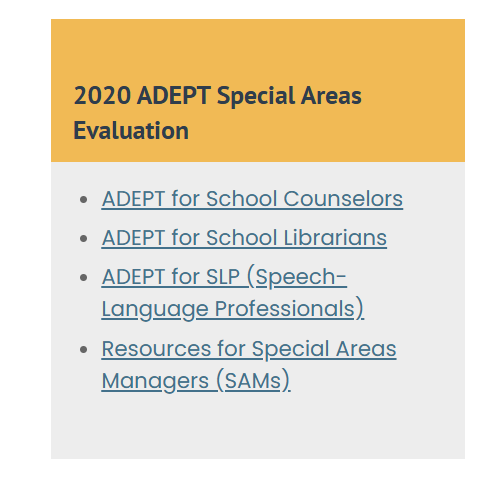 2020 ADEPT Special Areas
Evaluation
ADEPT for School Counselors
ADEPT for School Librarians
ADEPT for SLP (Speech-
Language Professionals)
Resources for Special Areas
Managers (SAMs)